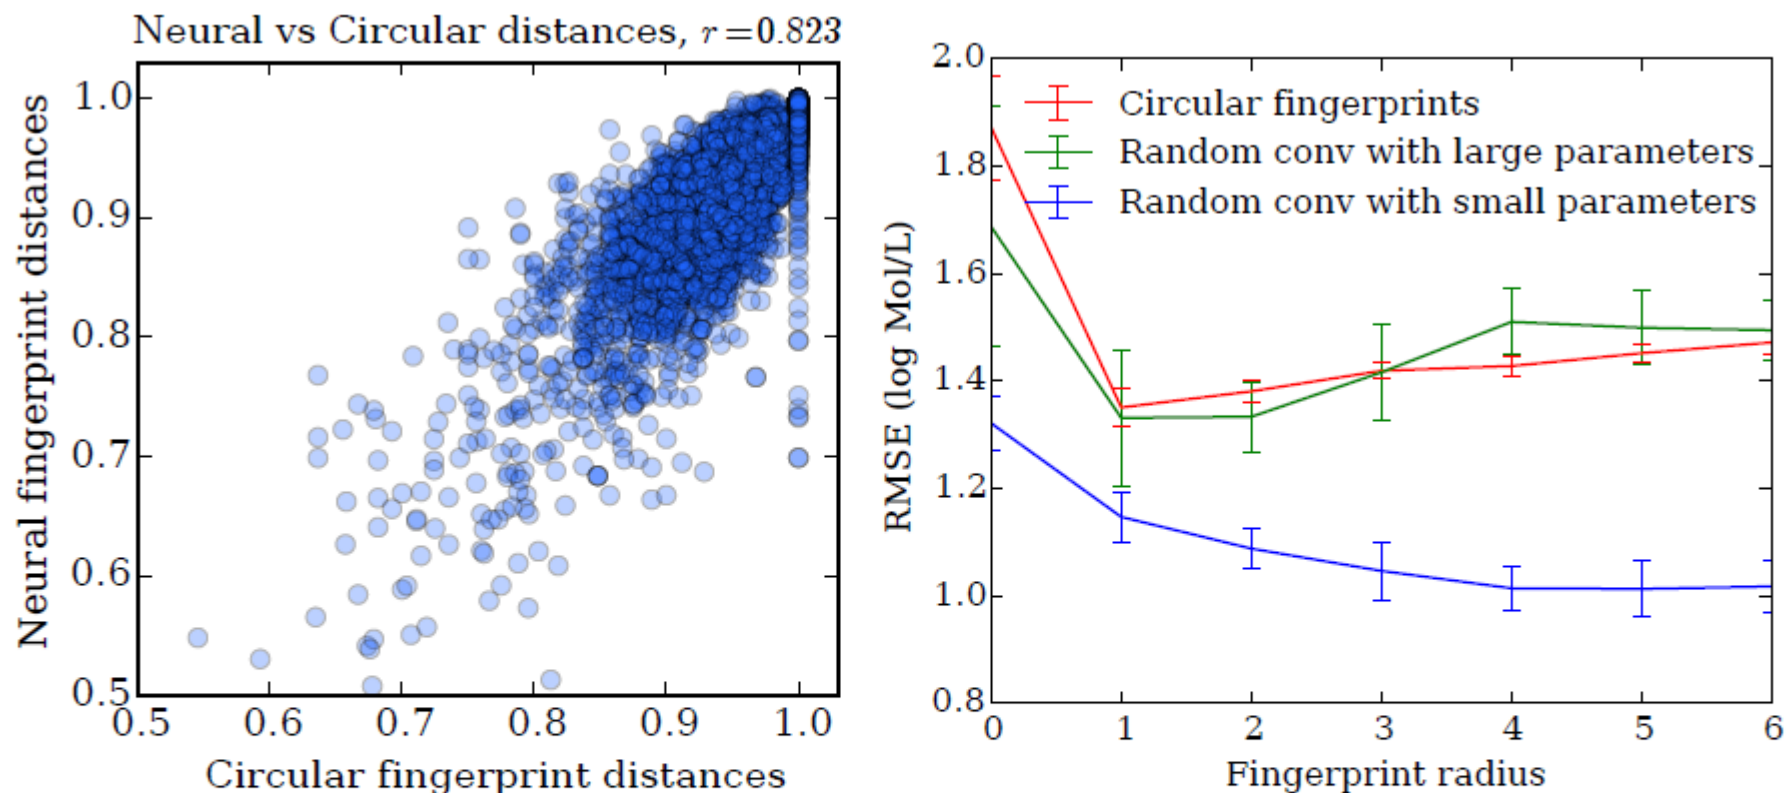 Neural vs Circular distances, r=0.823
Neural fingerprint distances
1.0
0.9
0.8
0.7
0.6
0.5
0.5 0.6 0.7 0.8 0.9 1.0
Circular fingerprint distances
RMSE (log Mol/L)
2.0
1.8
1.6
1.4
1.2
1.0
0.8
Circular fingerprints
Random conv with large parameters
Random conv with small parameters
0 1 2 3 4 5 6
Fingerprint radius